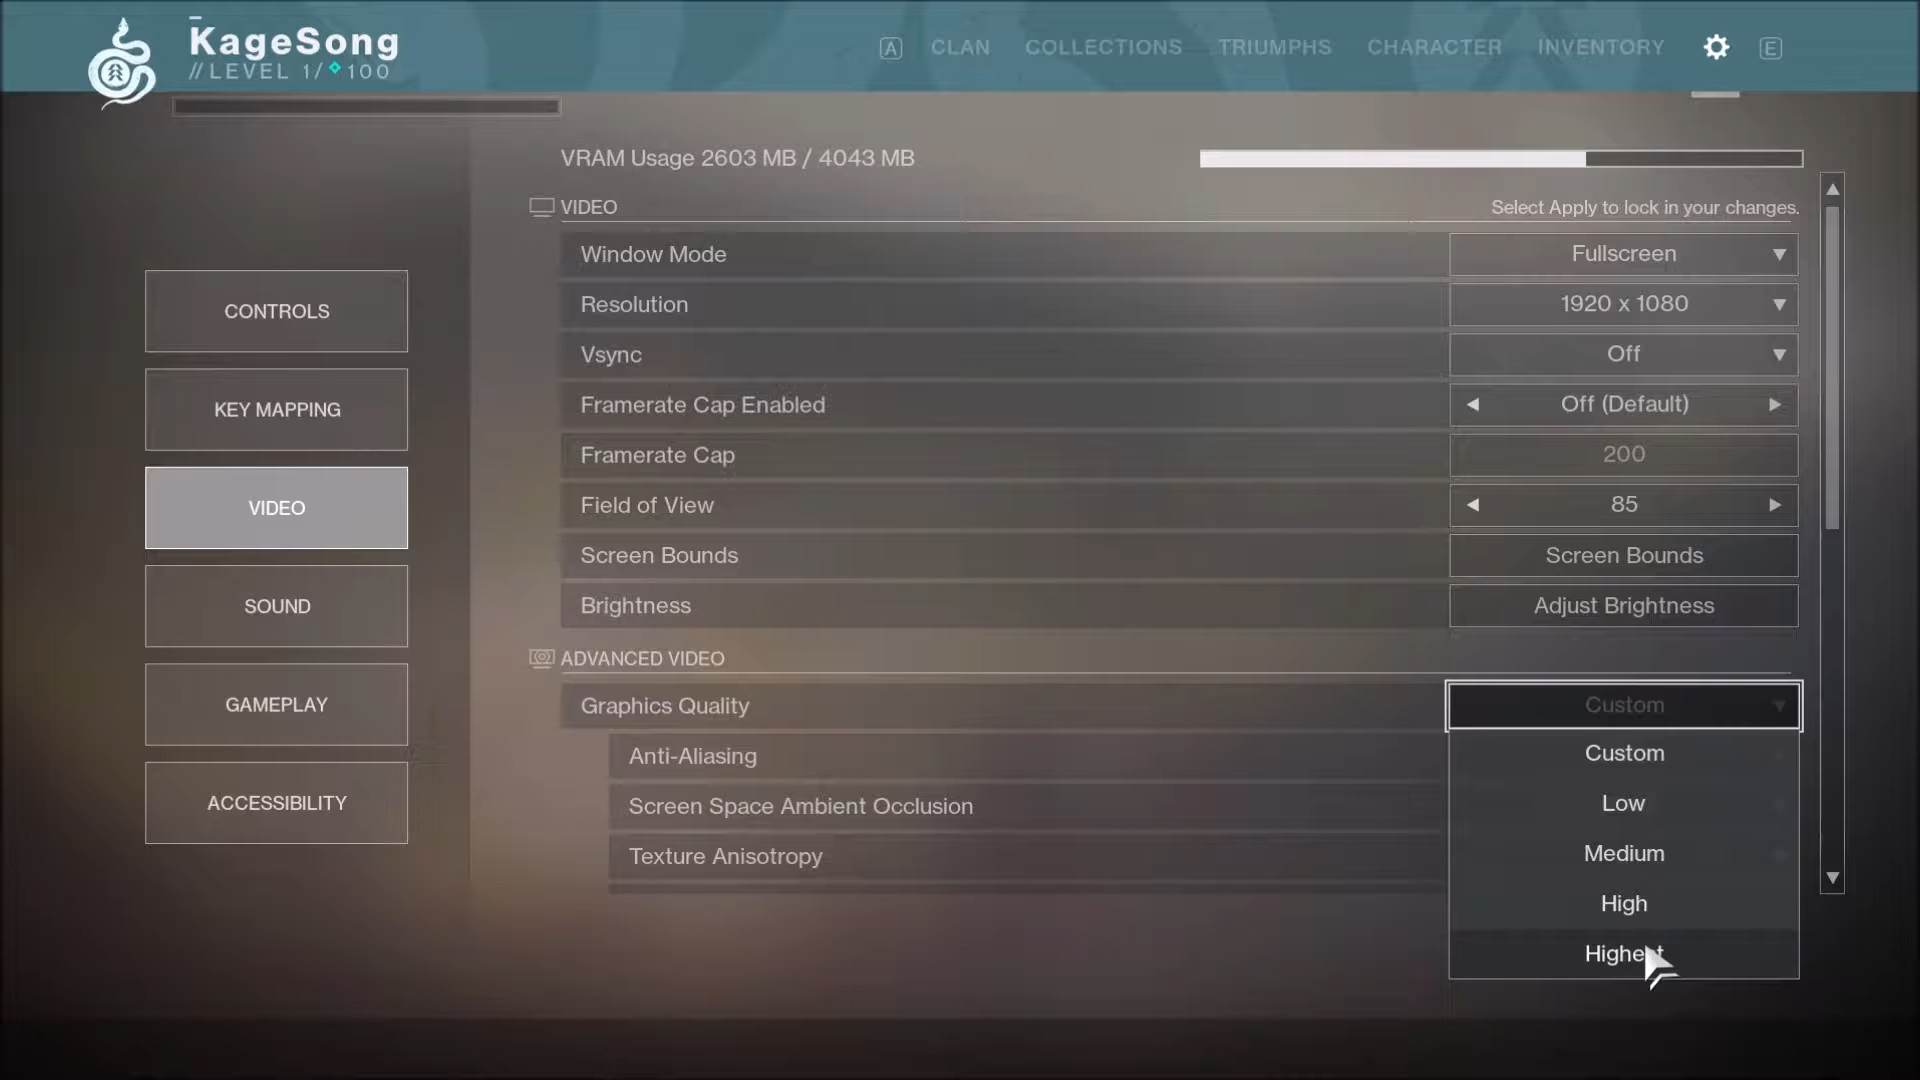 KageSong
// LEVEL 1/ 100
A CLAN COLLECTIONS TRIUMPHS CHARACTER INVENTORY E
VRAM Usage 2603 MB / 4043 MB
VIDEO
Select Apply to lock in your changes.
Window Mode
Fullscreen
Resolution
1920 x 1080
Vsync
Off
Framerate Cap Enabled
Off (Default)
Framerate Cap
200
Field of View
85
Screen Bounds
Screen Bounds
Brightness
Adjust Brightness
CONTROLS
KEY MAPPING
VIDEO
SOUND
GAMEPLAY
ACCESSIBILITY
ADVANCED VIDEO
Graphics Quality
Custom
Anti-Aliasing
Screen Space Ambient Occlusion
Texture Anisotropy
Custom
Low
Medium
High
Highest